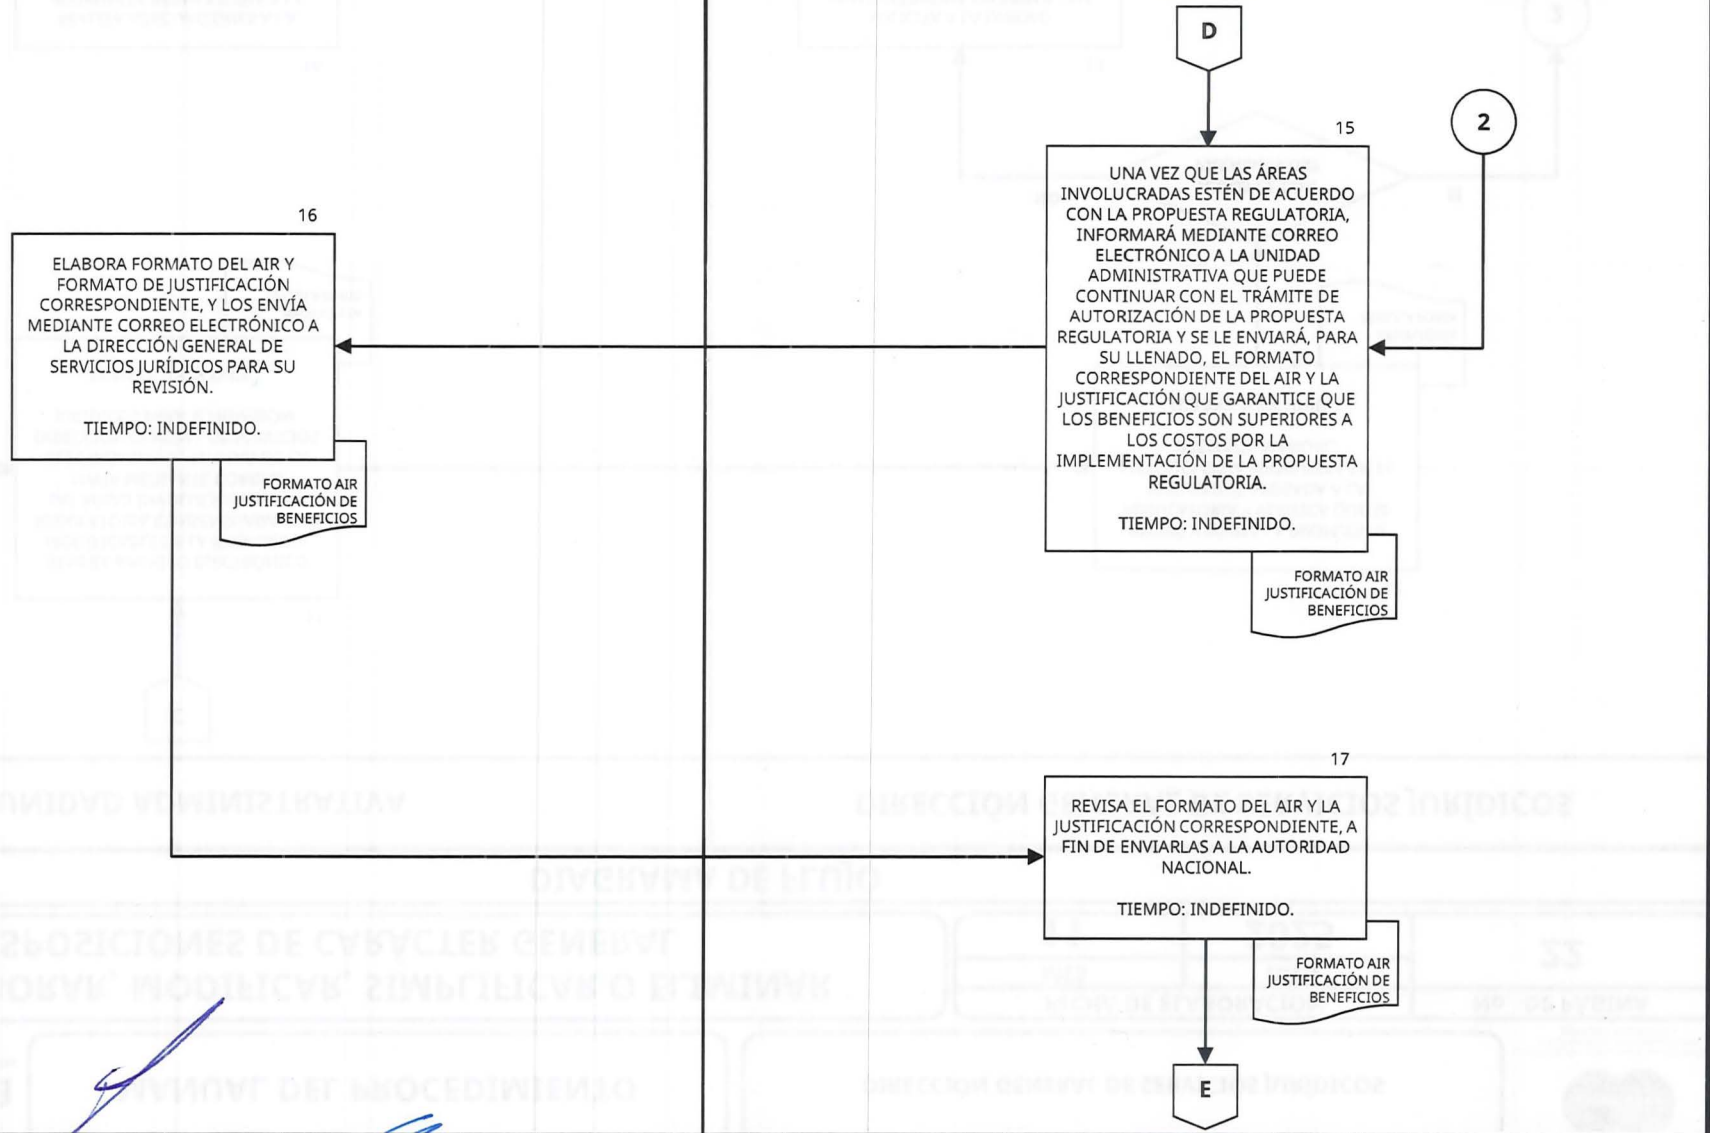 D
2
15
UNA VEZ QUE LAS ÁREAS
INVOLUCRADAS ESTÉN DE ACUERDO
CON LA PROPUESTA REGULATORIA,
INFORMARÁ MEDIANTE CORREO
ELECTRÓNICO A LA UNIDAD
ADMINISTRATIVA QUE PUEDE
CONTINUAR CON EL TRÁMITE DE
AUTORIZACIÓN DE LA PROPUESTA
REGULATORIA Y SE LE ENVIARÁ, PARA
SU LLENADO, EL FORMATO
CORRESPONDIENTE DEL AIR Y LA
JUSTIFICACIÓN QUE GARANTICE QUE
LOS BENEFICIOS SON SUPERIORES A
LOS COSTOS POR LA
IMPLEMENTACIÓN DE LA PROPUESTA
REGULATORIA.
TIEMPO: INDEFINIDO.
FORMATO AIR
JUSTIFICACIÓN DE
BENEFICIOS
16
ELABORA FORMATO DEL AIR Y
FORMATO DE JUSTIFICACIÓN
CORRESPONDIENTE, Y LOS ENVÍA
MEDIANTE CORREO ELECTRÓNICO A
LA DIRECCIÓN GENERAL DE
SERVICIOS JURÍDICOS PARA SU
REVISIÓN.
TIEMPO: INDEFINIDO.
FORMATO AIR
JUSTIFICACIÓN DE
BENEFICIOS
17
REVISA EL FORMATO DEL AIR Y LA
JUSTIFICACIÓN CORRESPONDIENTE, A
FIN DE ENVIARLAS A LA AUTORIDAD
NACIONAL.
TIEMPO: INDEFINIDO.
FORMATO AIR
JUSTIFICACIÓN DE
BENEFICIOS
E